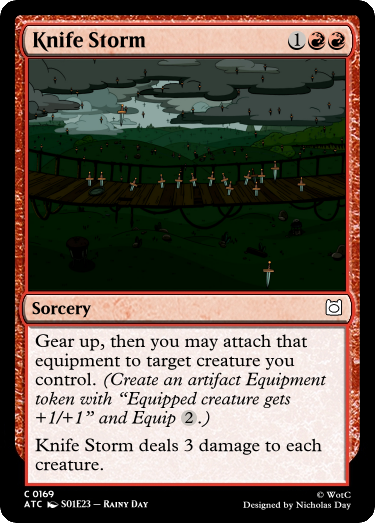 Knife Storm 1
Sorcery
Gear up, then you may attach that
equipment to target creature you
control. (Create an artifact Equipment
token with “Equipped creature gets
+1/+1” and Equip 2.)
Knife Storm deals 3 damage to each
creature.
C 0169 © WotC
ATC S01E23 – Rainy Day Designed by Nicholas Day